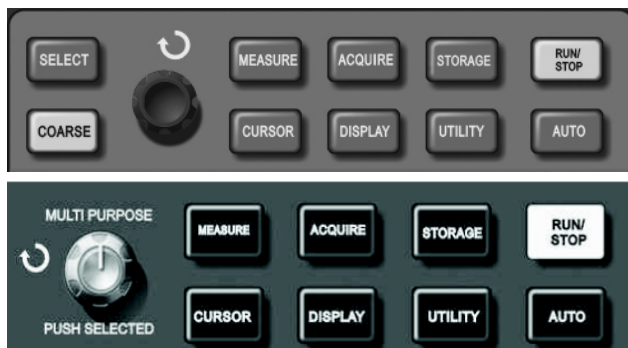 SELECT MEASURE ACQUIRE STORAGE RUN/
STOP
COARSE CURSOR DISPLAY UTILITY AUTO
MULTI PURPOSE
MEASURE ACQUIRE STORAGE RUN/
STOP
PUSH SELECTED
CURSOR DISPLAY UTILITY AUTO